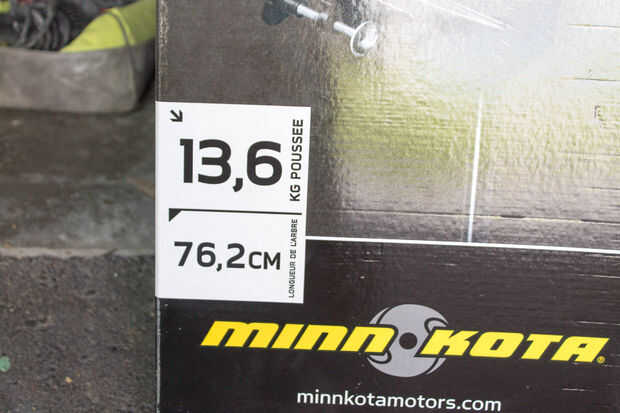 13,6
KG POUSSEE
76,2CM
LONGUEUR DE L'ARBRE
MINN KOTA®
minnkotamotors.com